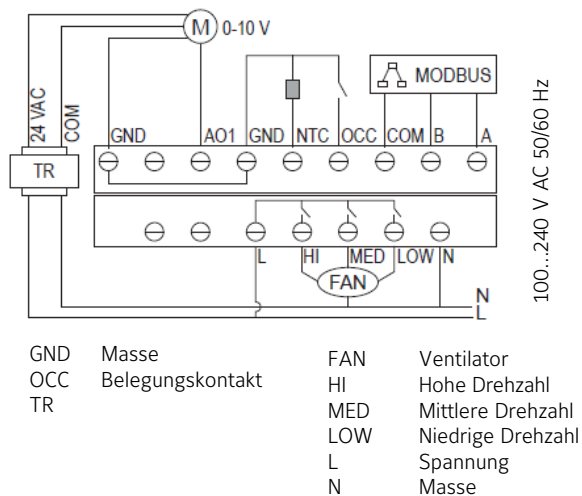 M 0-10 V
24 VAC
COM
MODBUS
GND AO1 GND NTC OCC COM B A
TR
L HI MED LOW N
FAN
N
L
100...240 V AC 50/60 Hz
GND Masse
OCC Belegungskontakt
TR
FAN Ventilator
HI Hohe Drehzahl
MED Mittlere Drehzahl
LOW Niedrige Drehzahl
L Spannung
N Masse